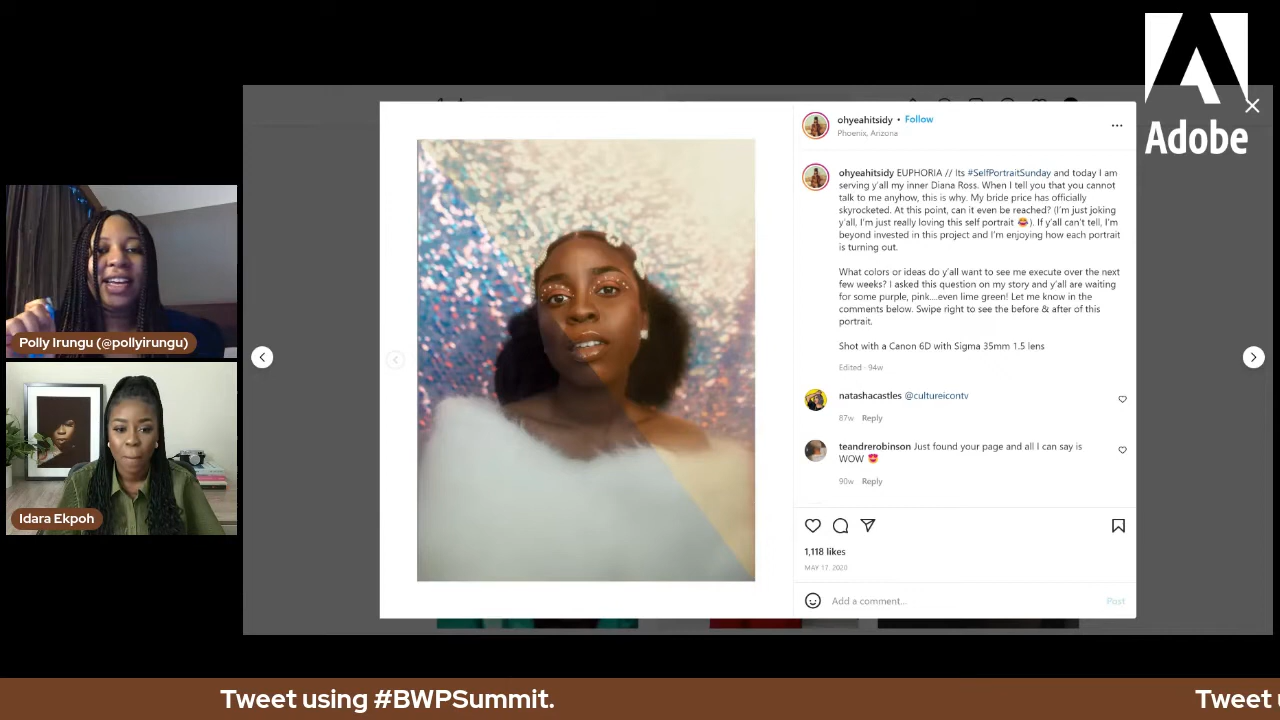 Adobe
ohyeahitsidy • Follow
Phoenix, Arizona
ohyeahitsidy EUPHORIA // Its #SelfPortraitSunday and today I am
serving y'all my inner Diana Ross. When I tell you that you cannot
talk to me anyhow, this is why. My bride price has officially
skyrocketed. At this point, can it even be reached? (I'm just joking
y'all, I'm just really loving this self portrait 😍). If y'all can't tell, I'm
beyond invested in this project and I'm enjoying how each portrait
is turning out.
What colors or ideas do y'all want to see me execute over the next
few weeks? I asked this question on my story and y'all are waiting
for some purple, pink....even lime green! Let me know in the
comments below. Swipe right to see the before & after of this
portrait.
Shot with a Canon 6D with Sigma 35mm 1.5 lens
Edited · 94w
natashacastles @cultureicontv
87w Reply
teandrerobinson Just found your page and all I can say is
WOW 😍
90w Reply
1,118 likes
MAY 17, 2020
Add a comment...
Post
Polly Irungu (@pollyirungu)
Idara Ekpoh
Tweet using #BWPSummit.
Tweet